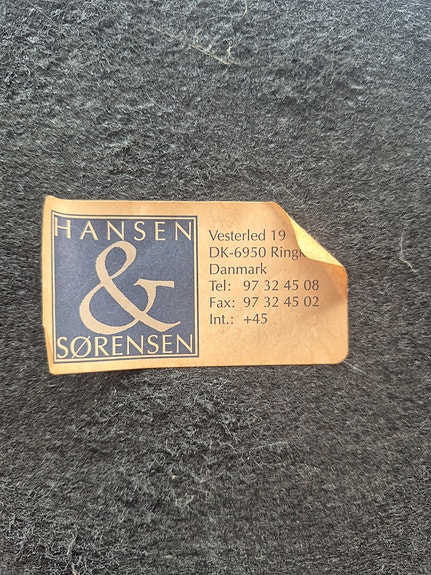 HANSEN
&
SØRENSEN
Vesterled 19
DK-6950
Danmark
Tel: 97 32 45 08
Fax: 97 32 45 02
Int.: +45